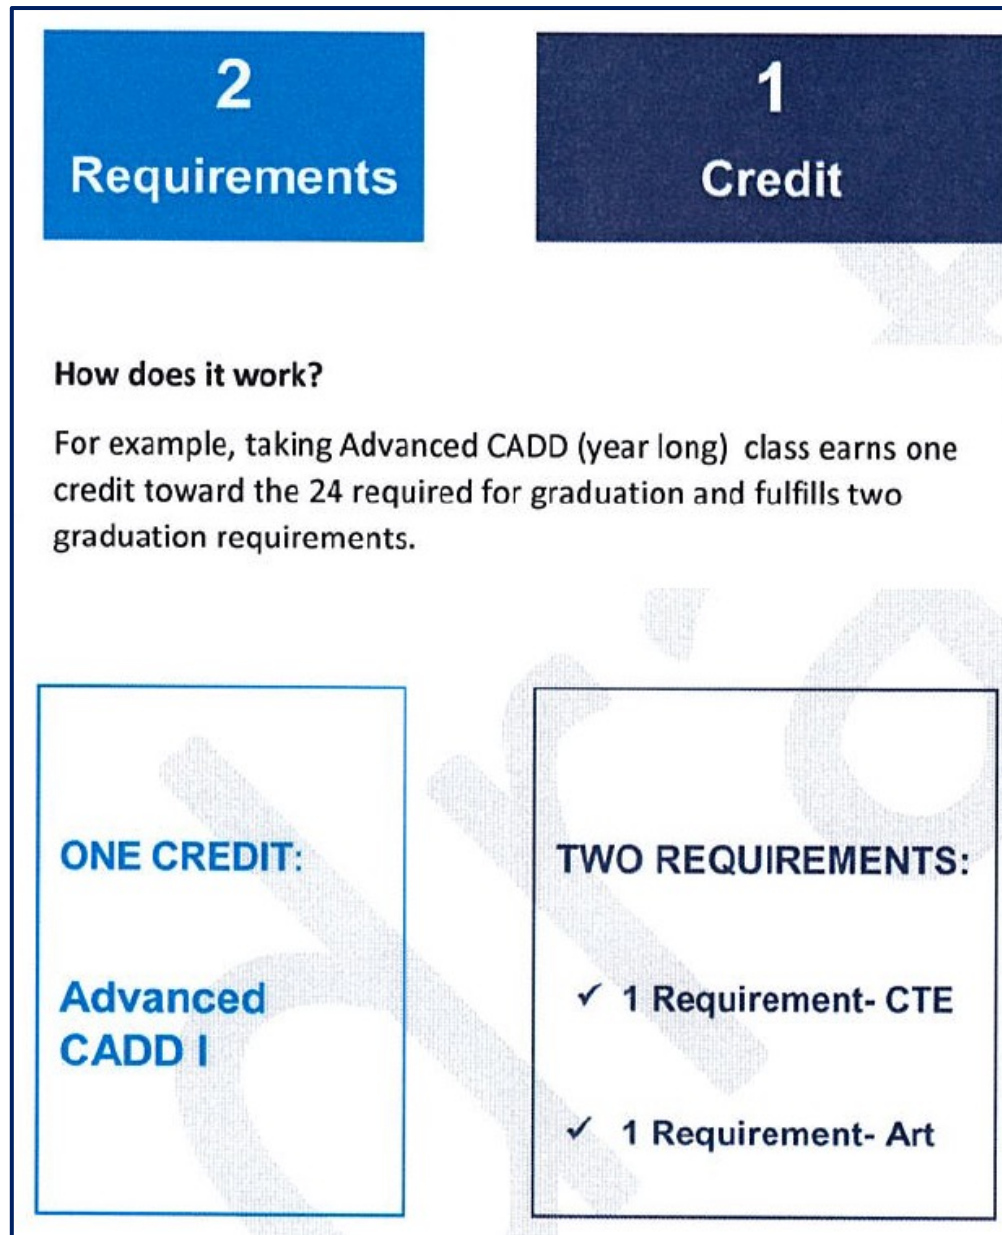 2
Requirements
1
Credit
How does it work?
For example, taking Advanced CADD (year long) class earns one
credit toward the 24 required for graduation and fulfills two
graduation requirements.
ONE CREDIT:
Advanced
CADD I
TWO REQUIREMENTS:
✓ 1 Requirement- CTE
✓ 1 Requirement- Art